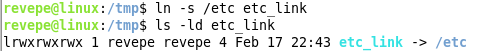 revepe@linux:/tmp$ ln -s /etc etc_link
revepe@linux:/tmp$ ls -ld etc_link
lrwxrwxrwx 1 revepe revepe 4 Feb 17 22:43 etc_link -> /etc